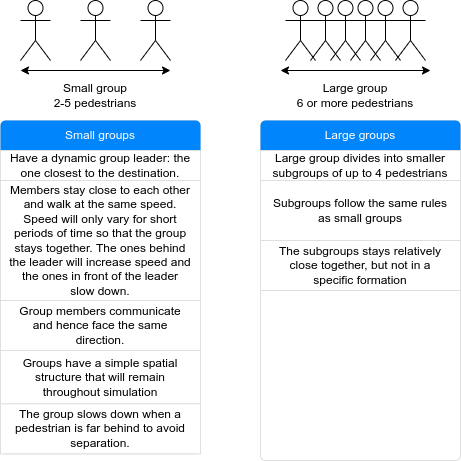 Small group
2-5 pedestrians
Large group
6 or more pedestrians
Small groups
Have a dynamic group leader: the
one closest to the destination.
Members stay close to each other
and walk at the same speed.
Speed will only vary for short
periods of time so that the group
stays together. The ones behind
the leader will increase speed and
the ones in front of the leader
slow down.
Group members communicate
and hence face the same
direction.
Groups have a simple spatial
structure that will remain
throughout simulation
The group slows down when a
pedestrian is far behind to avoid
separation.
Large groups
Large group divides into smaller
subgroups of up to 4 pedestrians
Subgroups follow the same rules
as small groups
The subgroups stays relatively
close together, but not in a
specific formation